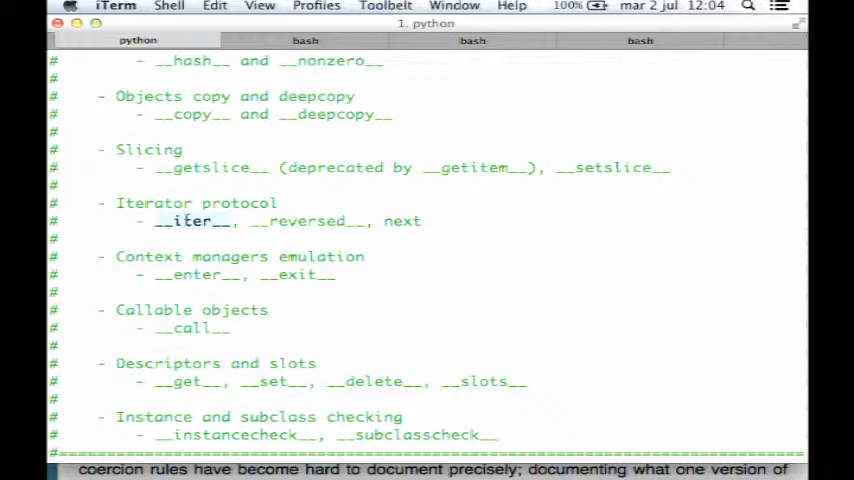 iTerm Shell Edit View Profiles Toolbelt Window Help 100% mar 2 jul 12:04
1. python
python bash bash bash
# - __hash__ and __nonzero__
#
# - Objects copy and deepcopy
# - __copy__ and __deepcopy__
#
# - Slicing
# - __getslice__ (deprecated by __getitem__), __setslice__
#
# - Iterator protocol
# - __iter__, __reversed__, next
#
# - Context managers emulation
# - __enter__, __exit__
#
# - Callable objects
# - __call__
#
# - Descriptors and slots
# - __get__, __set__, __delete__, __slots__
#
# - Instance and subclass checking
# - __instancecheck__, __subclasscheck__
#==============================================================================
coercion rules have become hard to document precisely; documenting what one version of